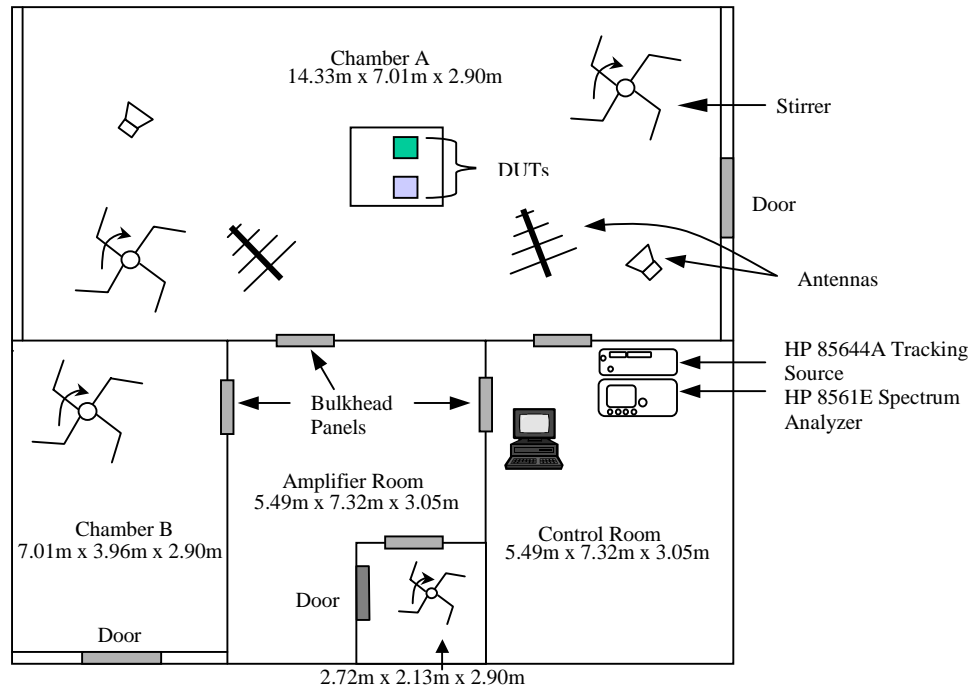 Chamber A
14.33m x 7.01m x 2.90m
Stirrer
DUTs
Door
Antennas
HP 85644A Tracking
Source
HP 8561E Spectrum
Analyzer
Bulkhead
Panels
Amplifier Room
5.49m x 7.32m x 3.05m
Chamber B
7.01m x 3.96m x 2.90m
Control Room
5.49m x 7.32m x 3.05m
Door
Door
2.72m x 2.13m x 2.90m